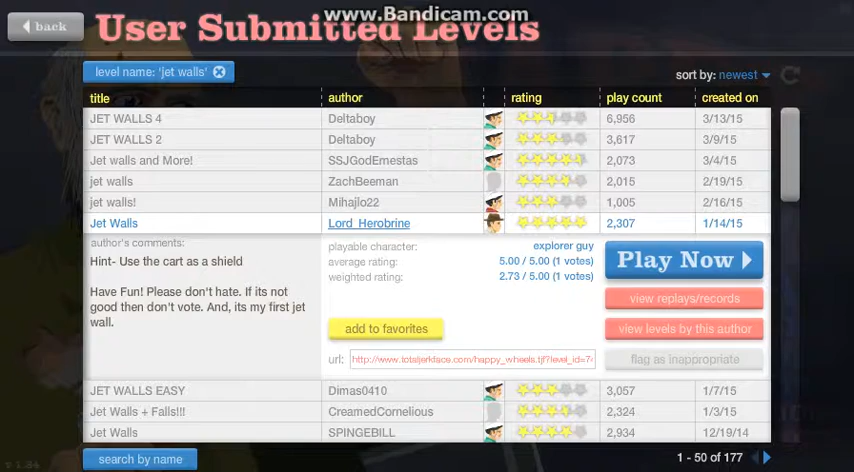 www.Bandicam.com
back
User Submitted Levels
level name: 'jet walls'
sort by: newest
title author rating play count created on
JET WALLS 4 Deltaboy 6,956 3/13/15
JET WALLS 2 Deltaboy 3,617 3/9/15
Jet walls and More! SSJGodEmestas 2,073 3/4/15
jet walls ZachBeeman 2,015 2/19/15
jet walls! Mihajlo22 1,005 2/16/15
Jet Walls Lord_Herobrine 2,307 1/14/15
author's comments:
Hint- Use the cart as a shield
Have Fun! Please don't hate. If its not
good then don't vote. And, its my first jet
wall.
playable character: explorer guy
average rating: 5.00 / 5.00 (1 votes)
weighted rating: 2.73 / 5.00 (1 votes)
add to favorites
url: http://www.totaljerkface.com/happy_wheels.tjf?level_id=7
Play Now
view replays/records
view levels by this author
flag as inappropriate
JET WALLS EASY Dimas0410 3,057 1/7/15
Jet Walls + Falls!!! CreamedCornelious 2,324 1/3/15
Jet Walls SPINGEBILL 2,934 12/19/14
v 1.84
search by name
1 - 50 of 177